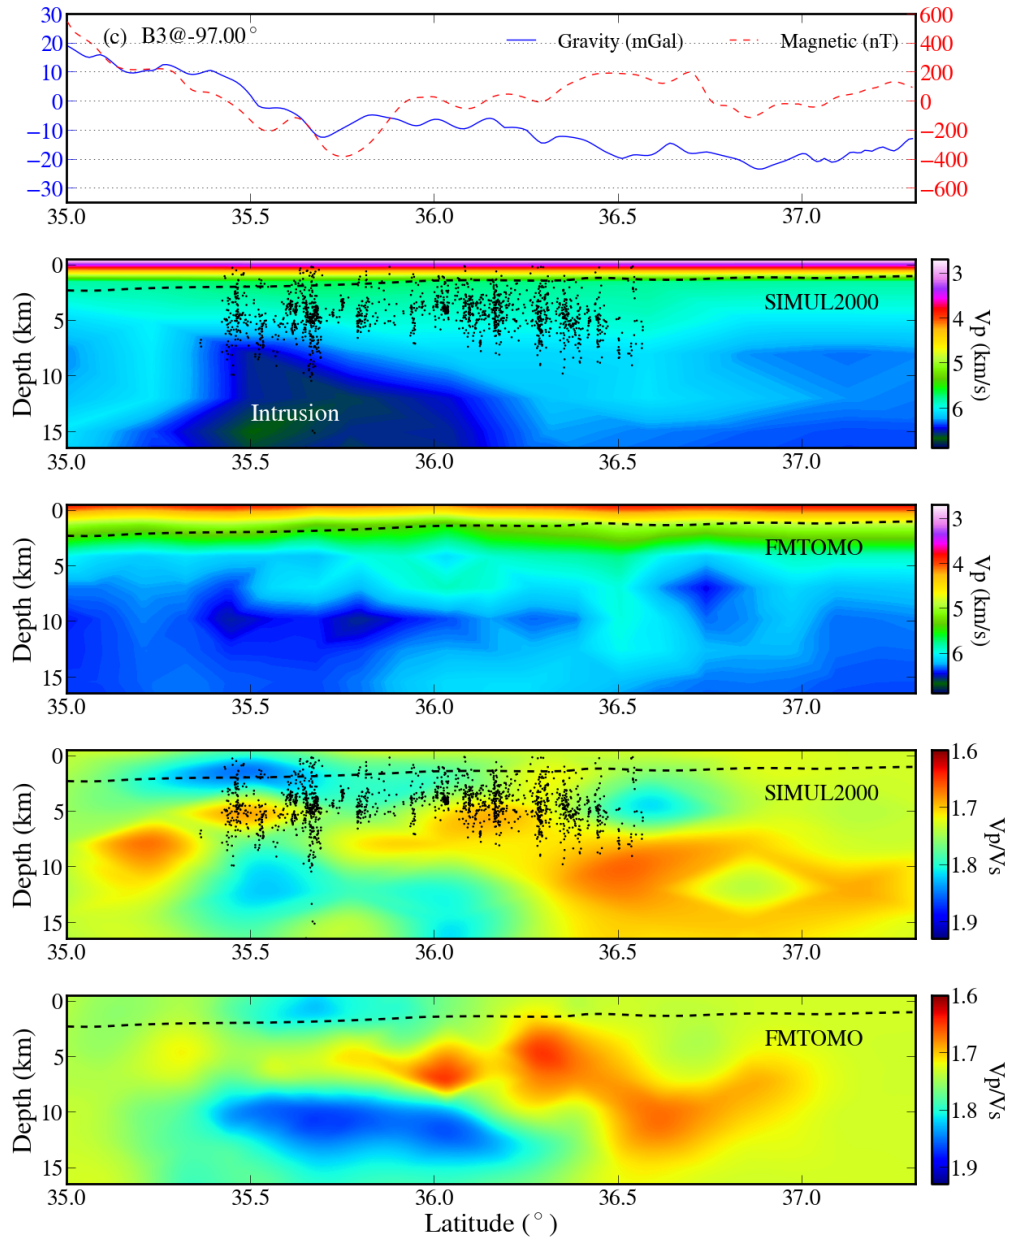 (c) B3@-97.00°
Gravity (mGal)
Magnetic (nT)
30
20
10
0
−10
−20
−30
600
400
200
0
−200
−400
−600
35.0 35.5 36.0 36.5 37.0
SIMUL2000
Intrusion
Depth (km)
0
5
10
15
3
4
5
6
Vp (km/s)
35.0 35.5 36.0 36.5 37.0
FMTOMO
Depth (km)
0
5
10
15
3
4
5
6
Vp (km/s)
35.0 35.5 36.0 36.5 37.0
SIMUL2000
Depth (km)
0
5
10
15
1.6
1.7
1.8
1.9
Vp/Vs
35.0 35.5 36.0 36.5 37.0
FMTOMO
Depth (km)
0
5
10
15
1.6
1.7
1.8
1.9
Vp/Vs
35.0 35.5 36.0 36.5 37.0
Latitude (°)